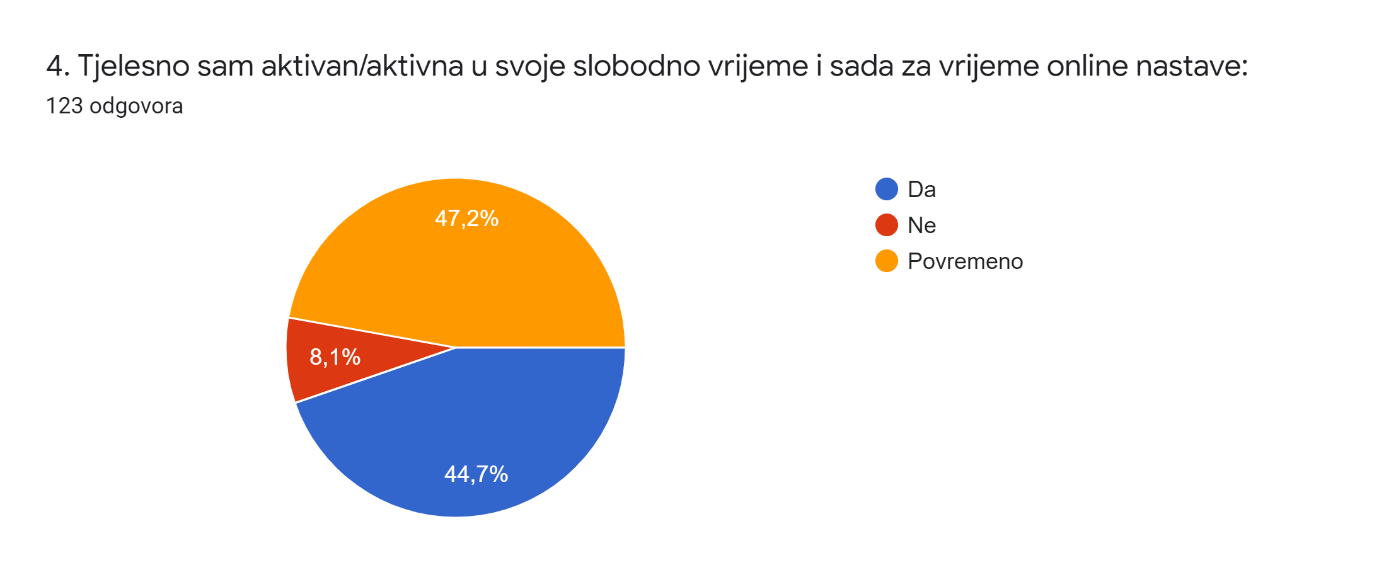 4. Tjelesno sam aktivan/aktivna u svoje slobodno vrijeme i sada za vrijeme online nastave:
123 odgovora
47,2%
8,1%
44,7%
Da
Ne
Povremeno